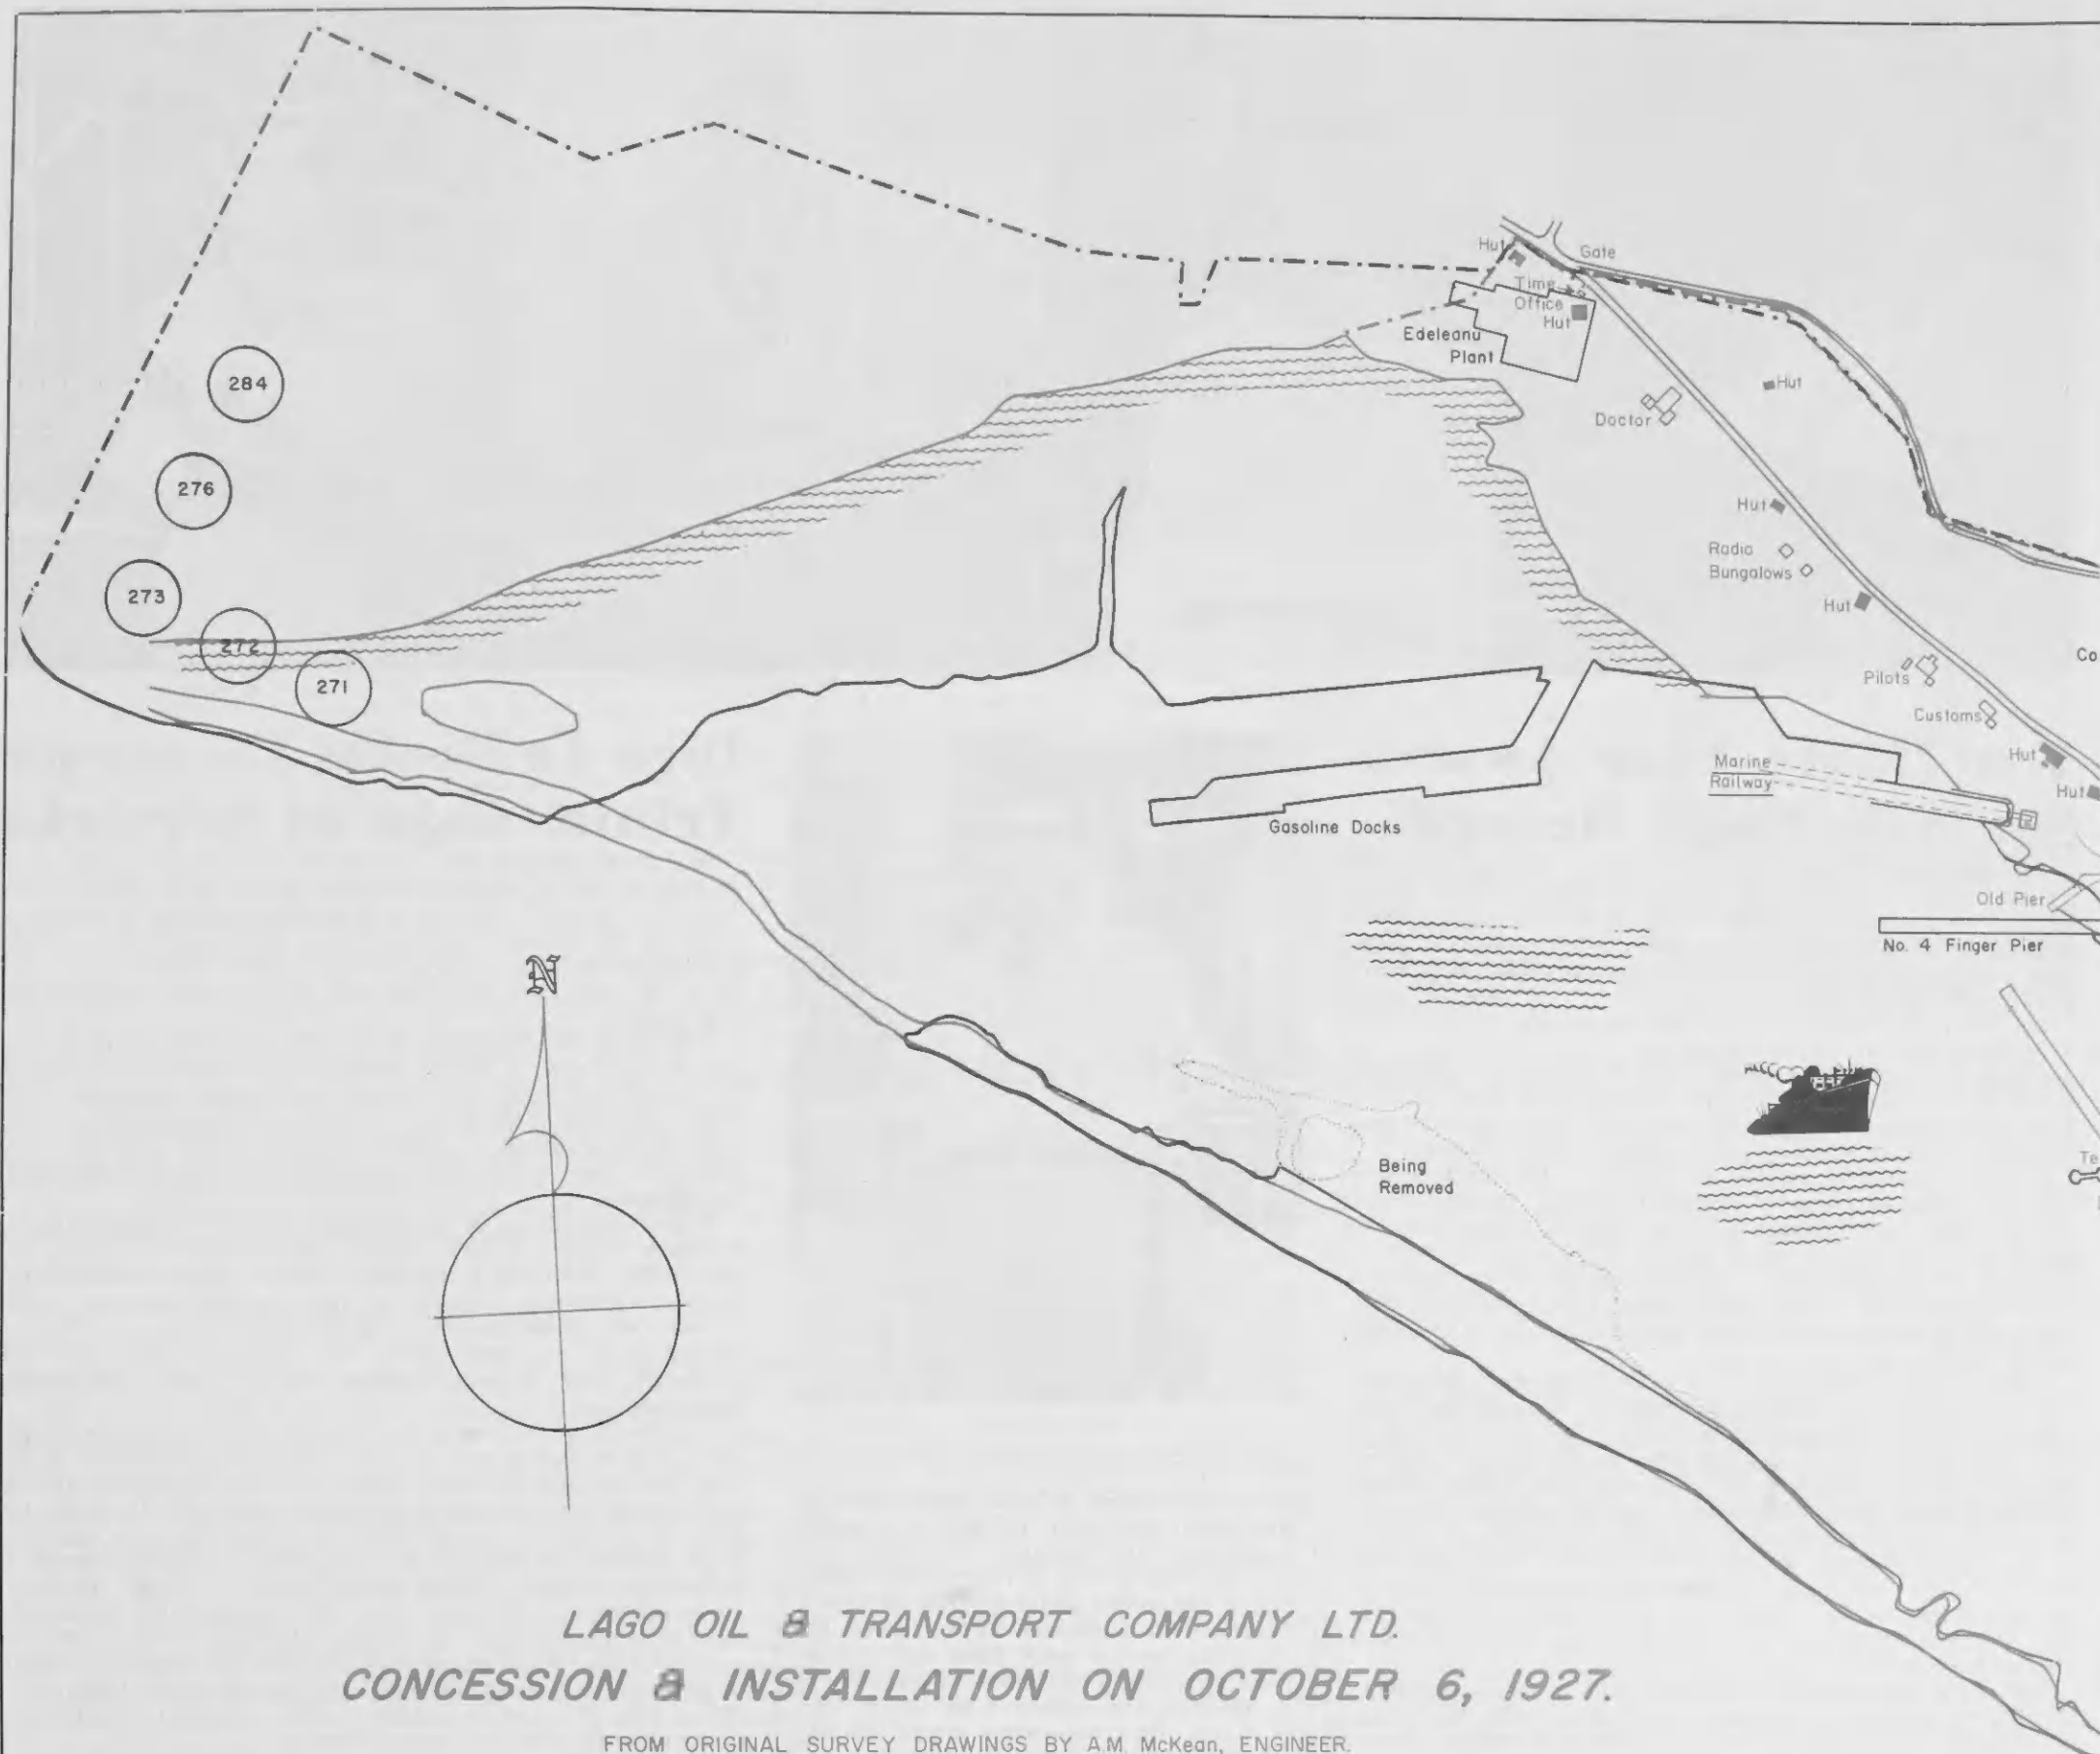 Hut
Gate
Time
Office
Hut
Edeleanu
Plant
284
Hut
Doctor
276
Hut
Radio
Bungalows
273
Hut
272
271
Pilots
Customs
Hut
Marine
Railway
Hut
Gasoline Docks
Old Pier
No. 4 Finger Pier
N
Being
Removed
LAGO OIL & TRANSPORT COMPANY LTD.
CONCESSION & INSTALLATION ON OCTOBER 6, 1927.
FROM ORIGINAL SURVEY DRAWINGS BY A.M. McKean, ENGINEER.